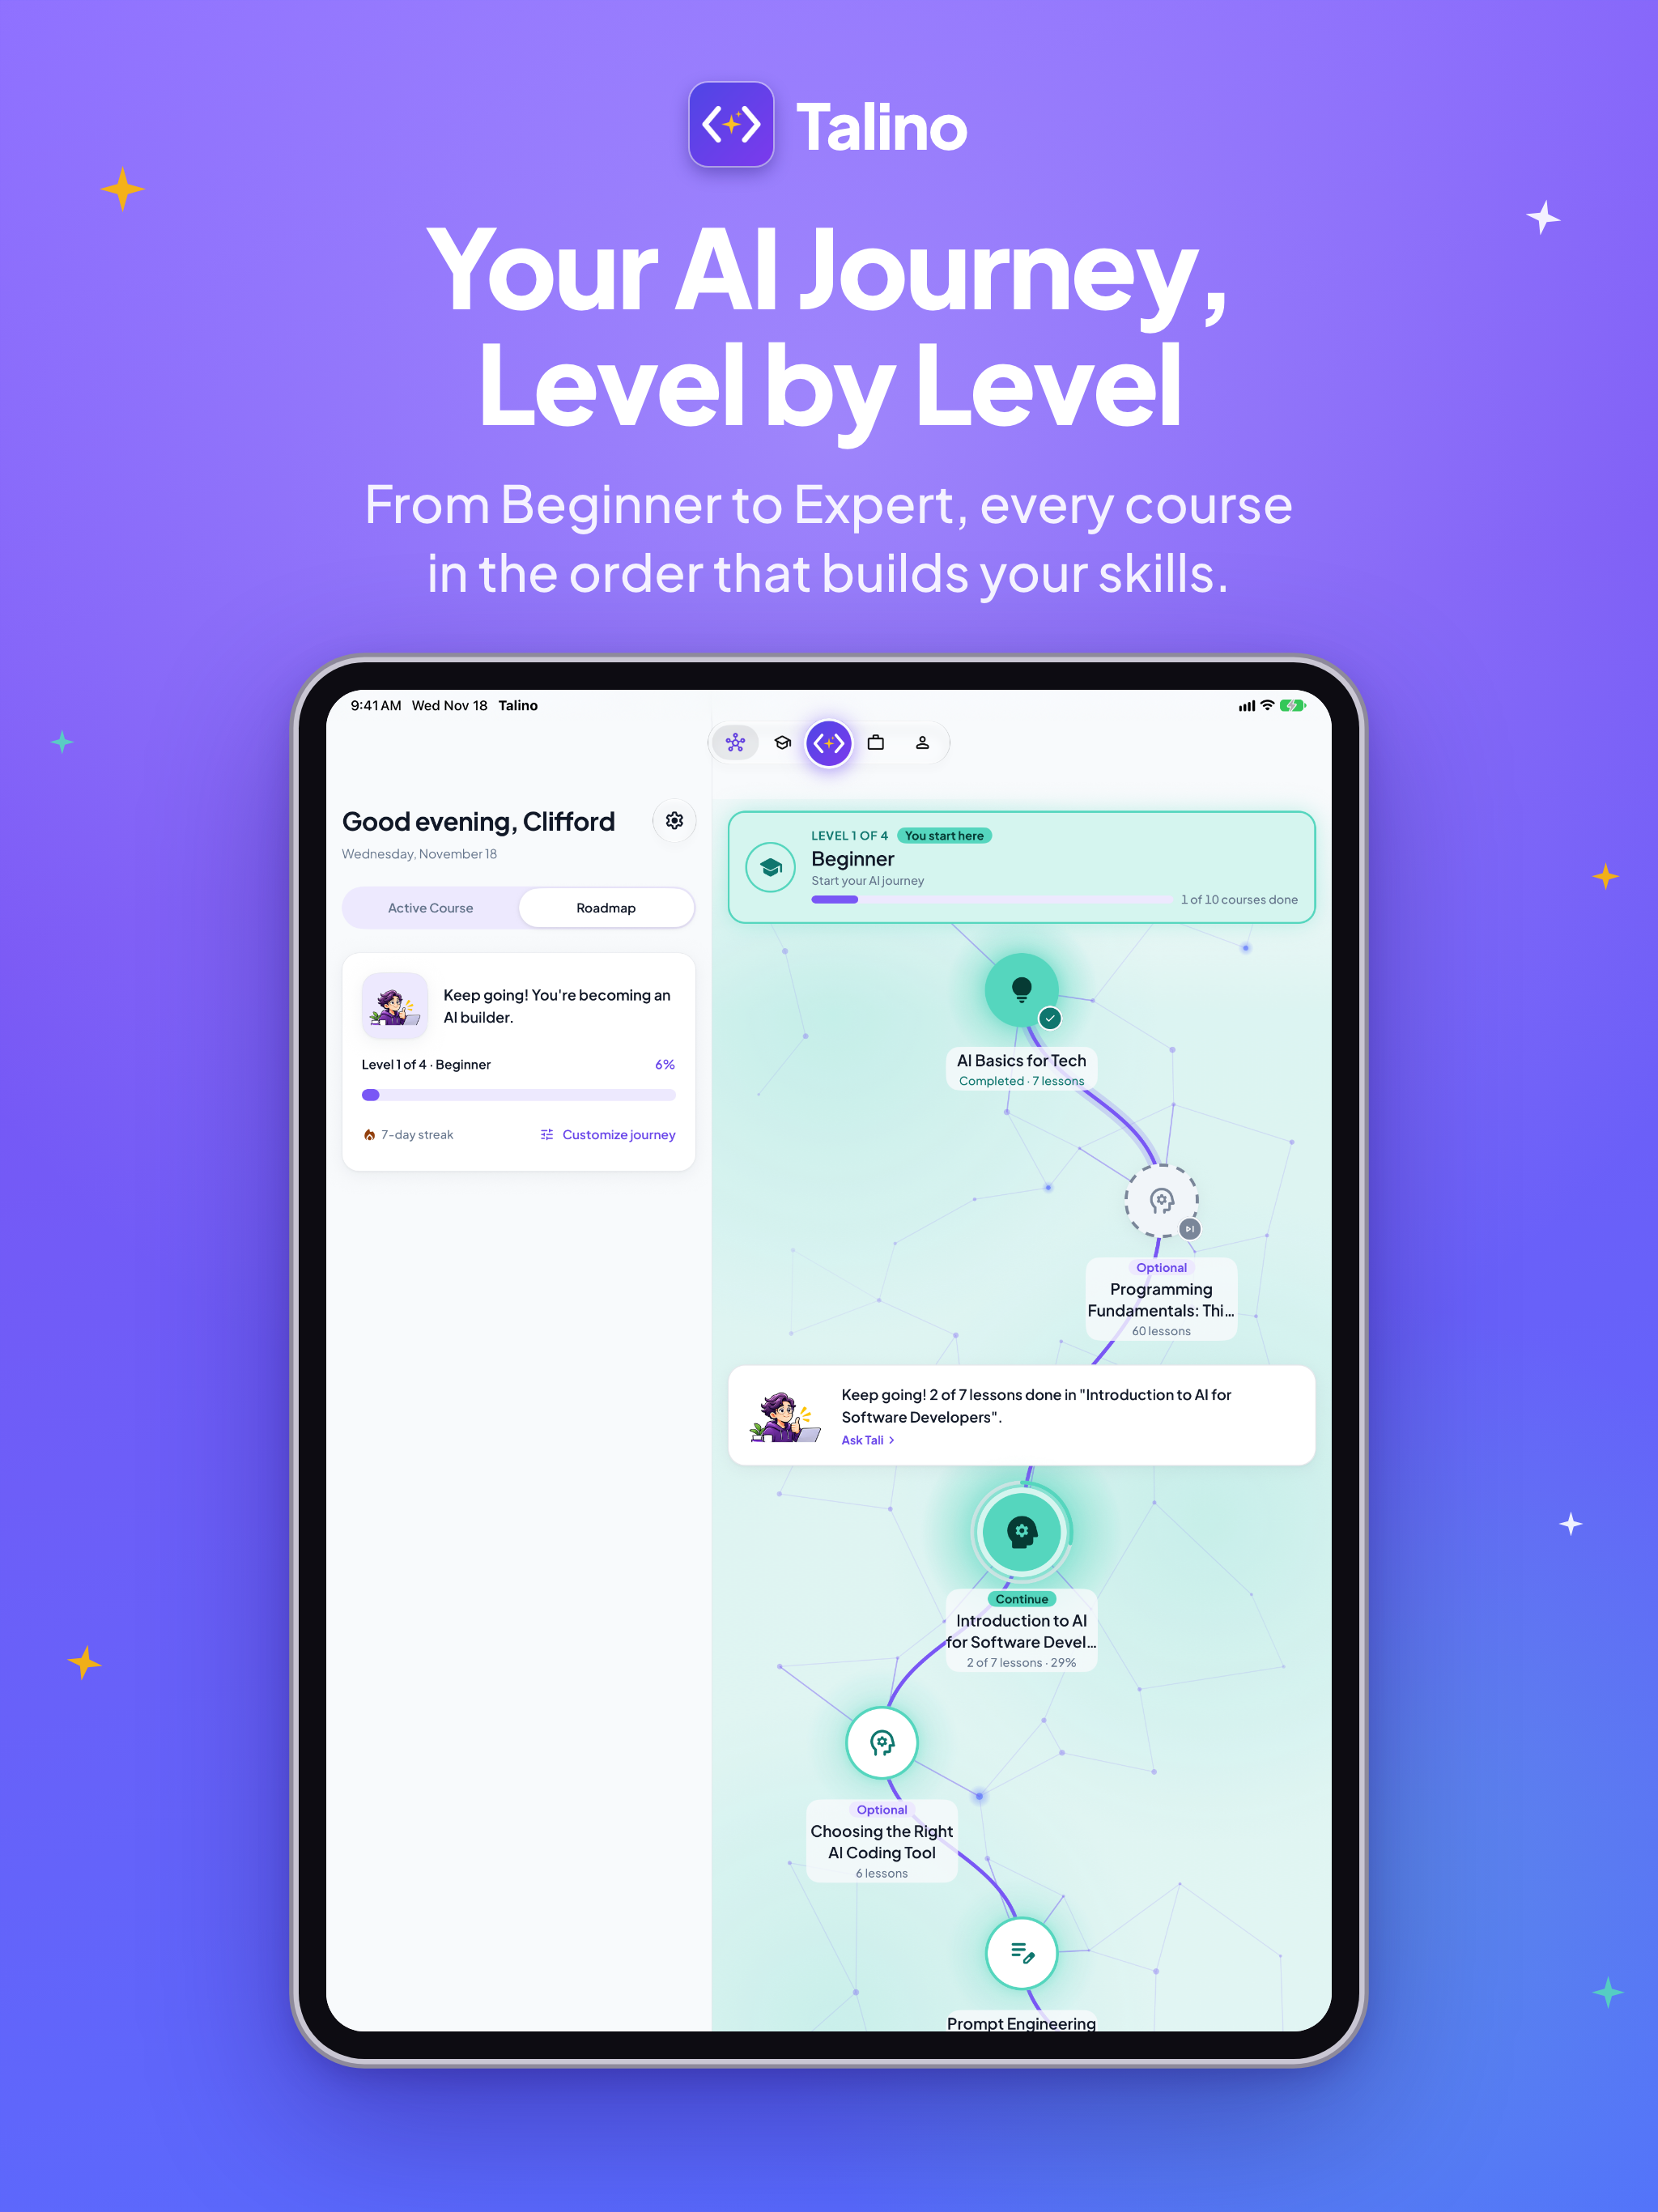 Talino
Your AI Journey,
Level by Level
From Beginner to Expert, every course
in the order that builds your skills.
9:41 AM Wed Nov 18 Talino
Good evening, Clifford
Wednesday, November 18
Active Course Roadmap
Keep going! You're becoming an
AI builder.
Level 1 of 4 · Beginner 6%
7-day streak Customize journey
LEVEL 1 OF 4 You start here
Beginner
Start your AI journey
1 of 10 courses done
AI Basics for Tech
Completed · 7 lessons
Optional
Programming
Fundamentals: Thi...
60 lessons
Keep going! 2 of 7 lessons done in "Introduction to AI for
Software Developers".
Ask Tali
Continue
Introduction to AI
for Software Devel...
2 of 7 lessons · 29%
Optional
Choosing the Right
AI Coding Tool
6 lessons
Prompt Engineering